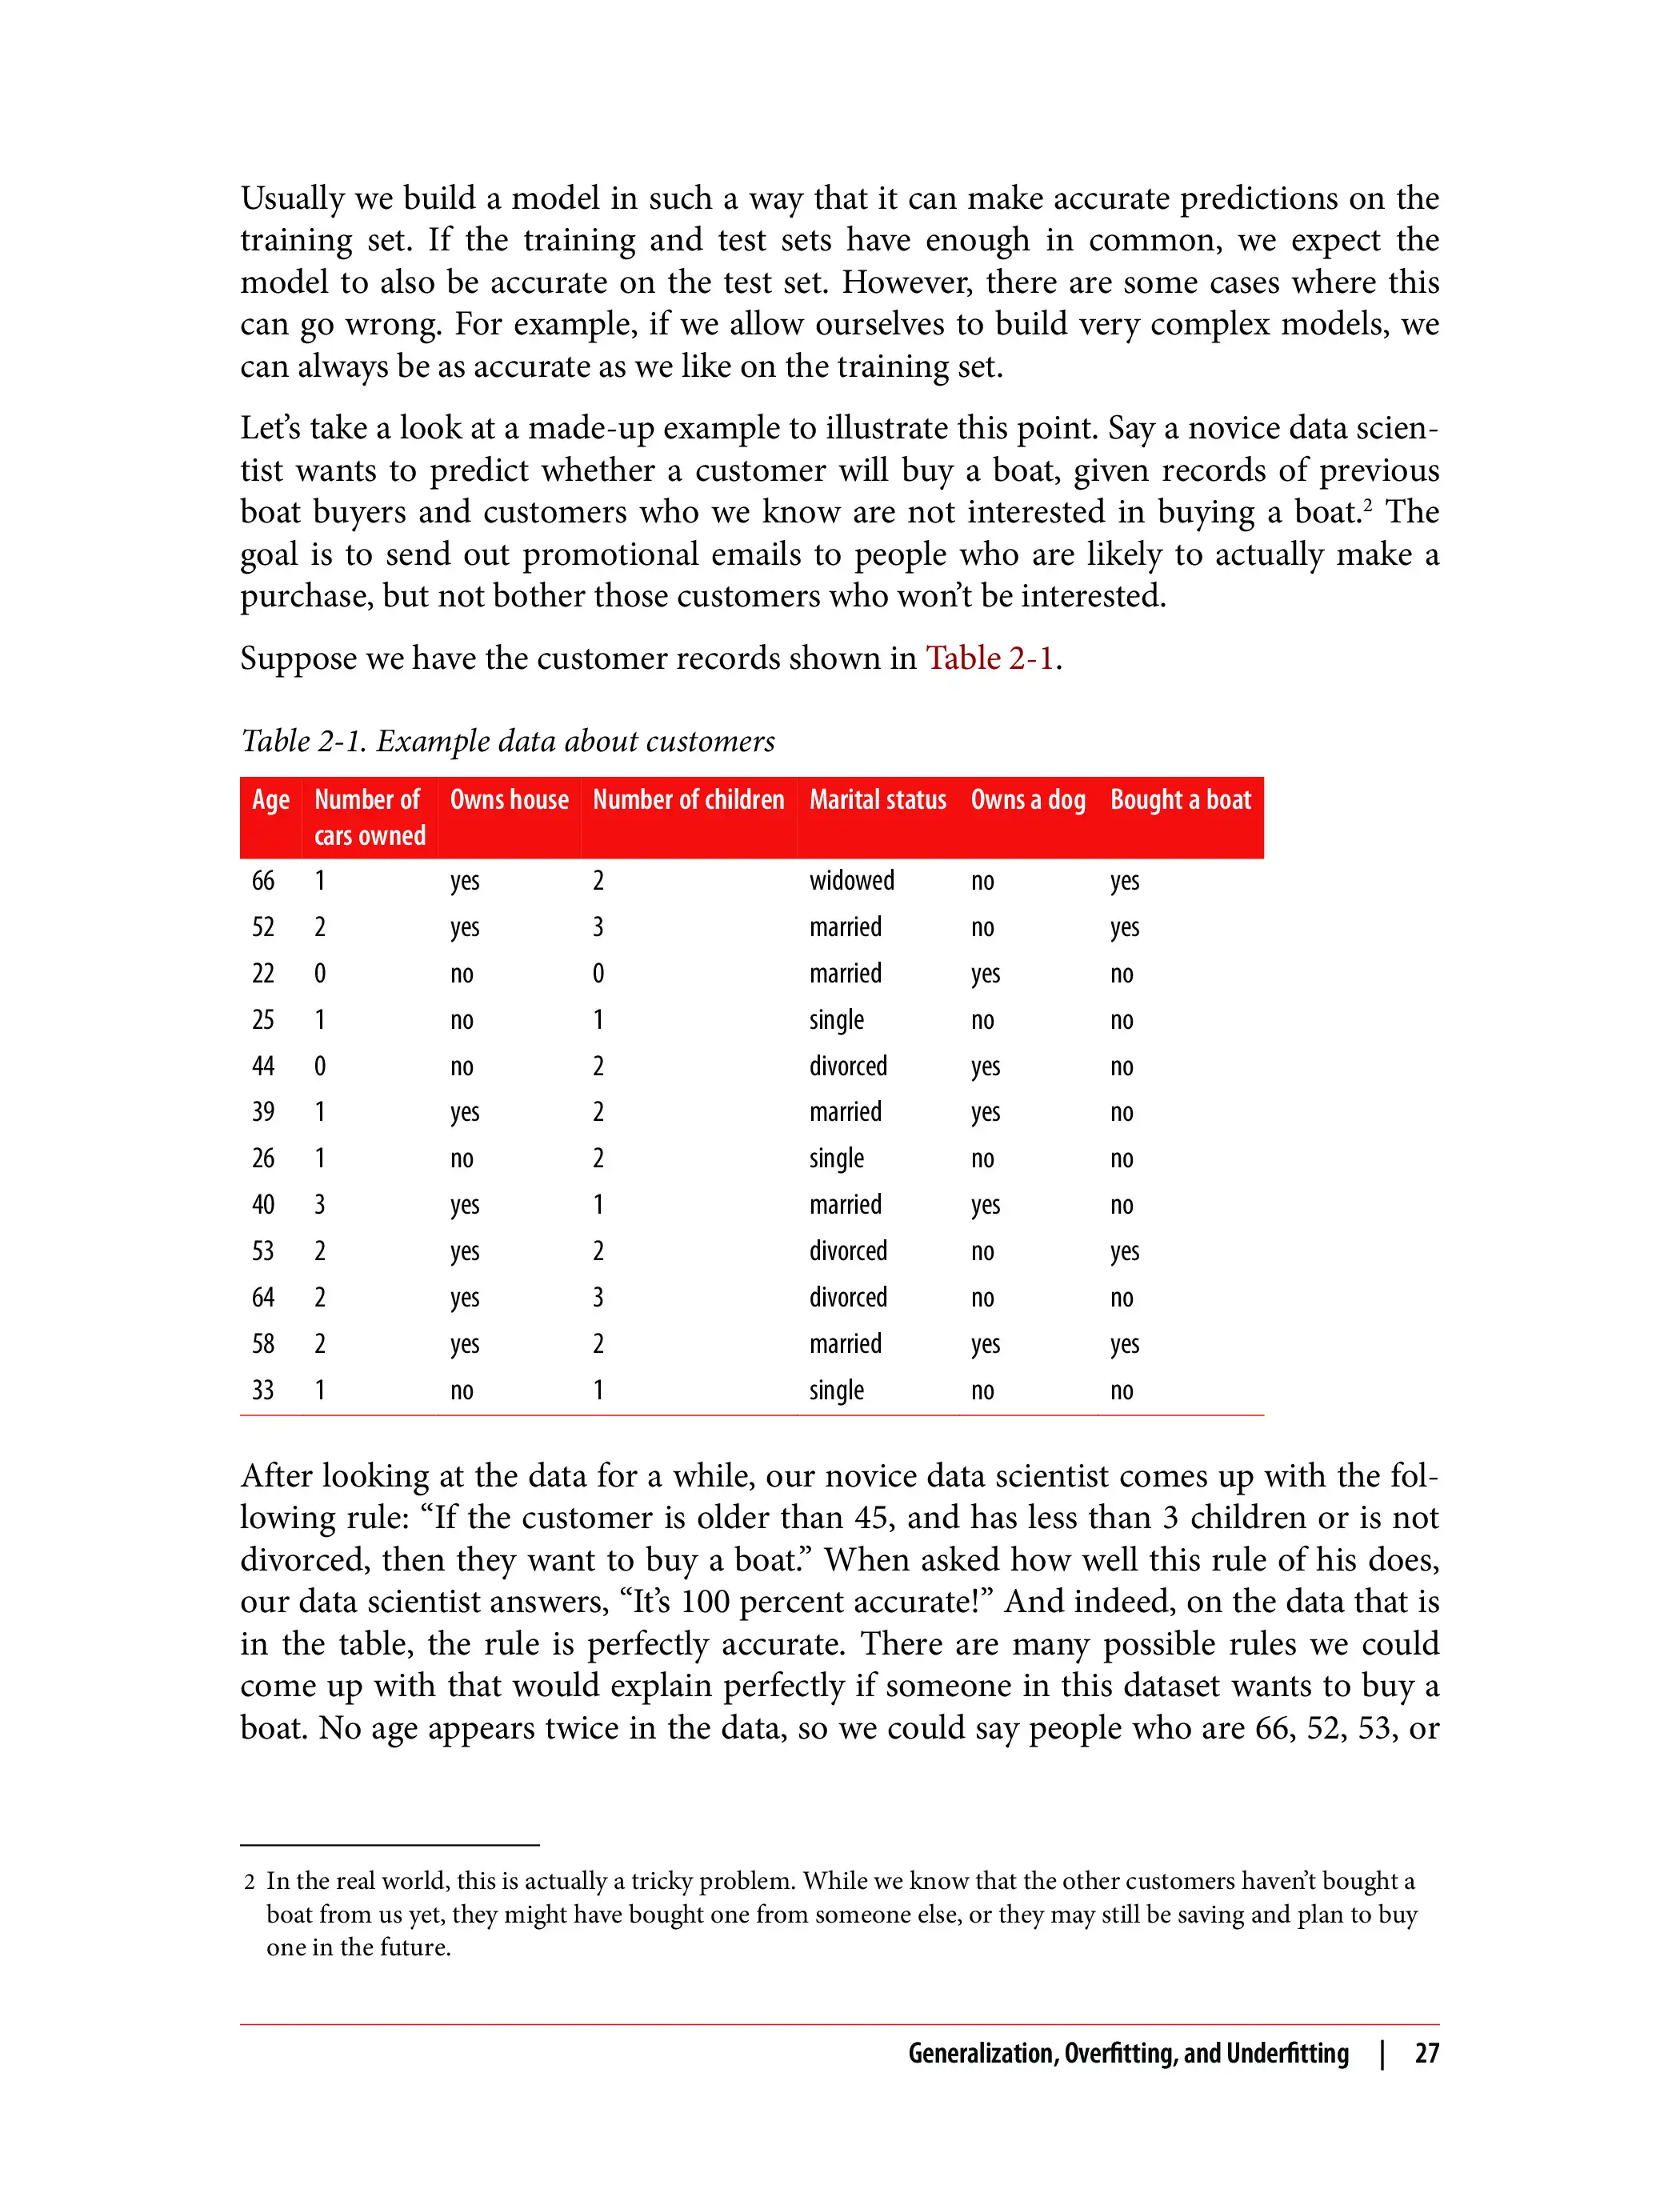 Usually we build a model in such a way that it can make accurate predictions on the
training set. If the training and test sets have enough in common, we expect the
model to also be accurate on the test set. However, there are some cases where this
can go wrong. For example, if we allow ourselves to build very complex models, we
can always be as accurate as we like on the training set.
Let’s take a look at a made-up example to illustrate this point. Say a novice data scien-
tist wants to predict whether a customer will buy a boat, given records of previous
boat buyers and customers who we know are not interested in buying a boat.2 The
goal is to send out promotional emails to people who are likely to actually make a
purchase, but not bother those customers who won’t be interested.
Suppose we have the customer records shown in Table 2-1.
Table 2-1. Example data about customers
Age Number of cars owned Owns house Number of children Marital status Owns a dog Bought a boat
66 1 yes 2 widowed no yes
52 2 yes 3 married no yes
22 0 no 0 married yes no
25 1 no 1 single no no
44 0 no 2 divorced yes no
39 1 yes 2 married yes no
26 1 no 2 single no no
40 3 yes 1 married yes no
53 2 yes 2 divorced no yes
64 2 yes 3 divorced no no
58 2 yes 2 married yes yes
33 1 no 1 single no no
After looking at the data for a while, our novice data scientist comes up with the fol-
lowing rule: “If the customer is older than 45, and has less than 3 children or is not
divorced, then they want to buy a boat.” When asked how well this rule of his does,
our data scientist answers, “It’s 100 percent accurate!” And indeed, on the data that is
in the table, the rule is perfectly accurate. There are many possible rules we could
come up with that would explain perfectly if someone in this dataset wants to buy a
boat. No age appears twice in the data, so we could say people who are 66, 52, 53, or
2 In the real world, this is actually a tricky problem. While we know that the other customers haven’t bought a
boat from us yet, they might have bought one from someone else, or they may still be saving and plan to buy
one in the future.
Generalization, Overfitting, and Underfitting | 27